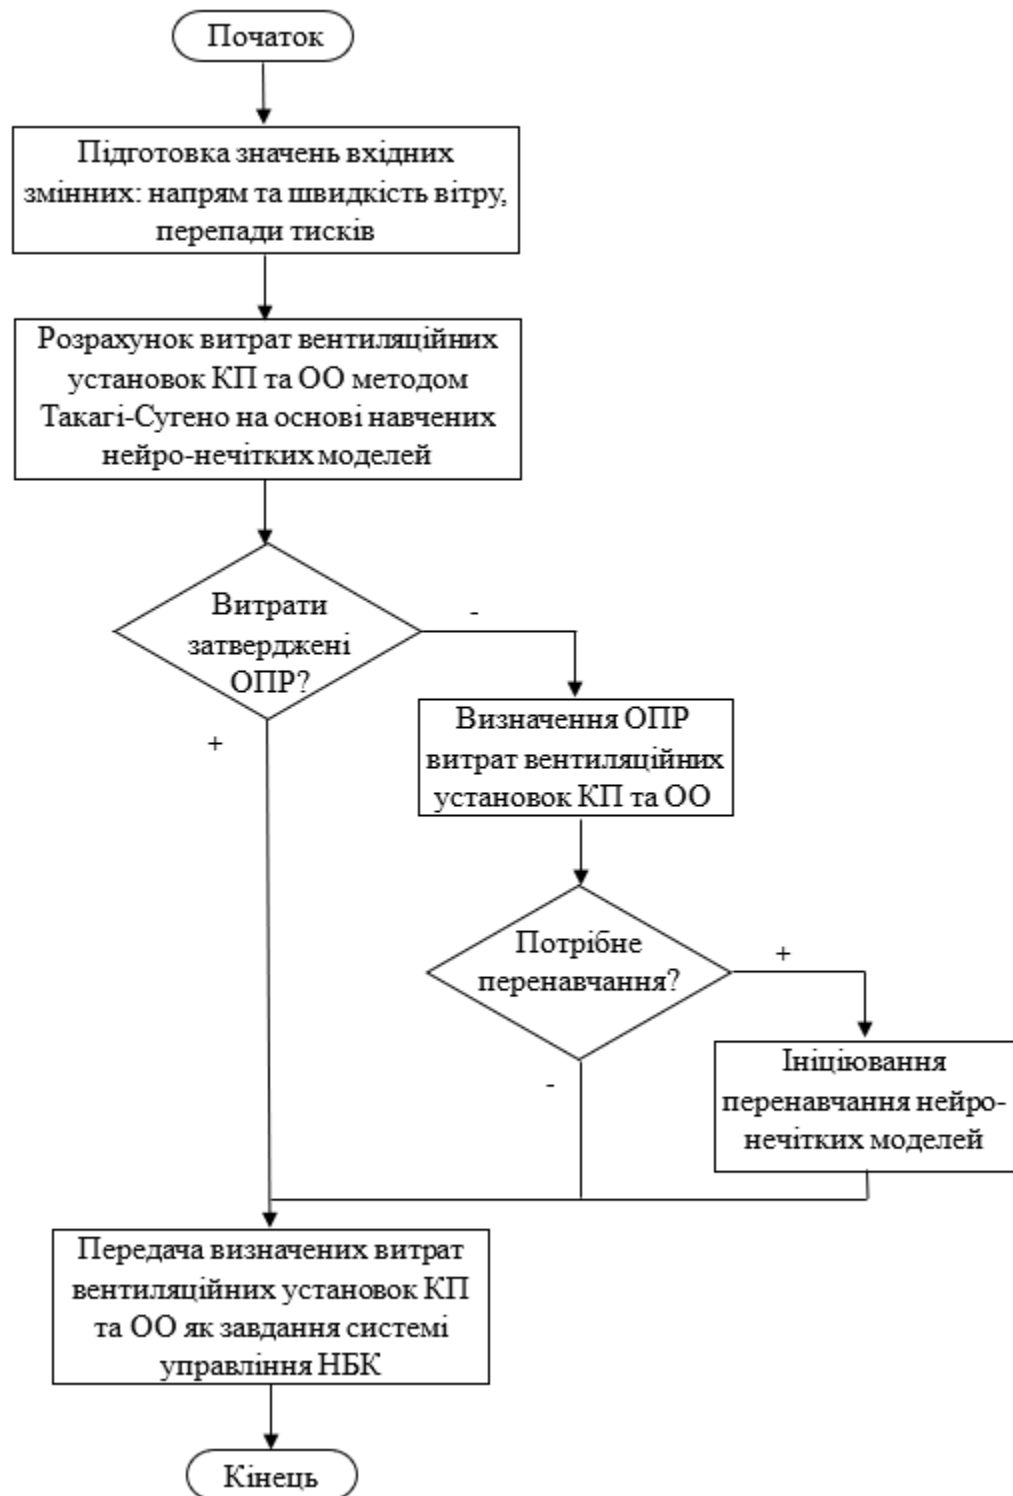 Початок
Підготовка значень вхідних
змінних: напрям та швидкість вітру,
перепади тисків
Розрахунок витрат вентиляційних
установок КП та ОО методом
Такагі-Сугено на основі навчених
нейро-нечітких моделей
Витрати
затверджені
ОПР?
-
+
Визначення ОПР
витрат вентиляційних
установок КП та ОО
Потрібне
перенавчання?
+
-
Ініціювання
перенавчання нейро-
нечітких моделей
Передача визначених витрат
вентиляційних установок КП
та ОО як завдання системі
управління НБК
Кінець